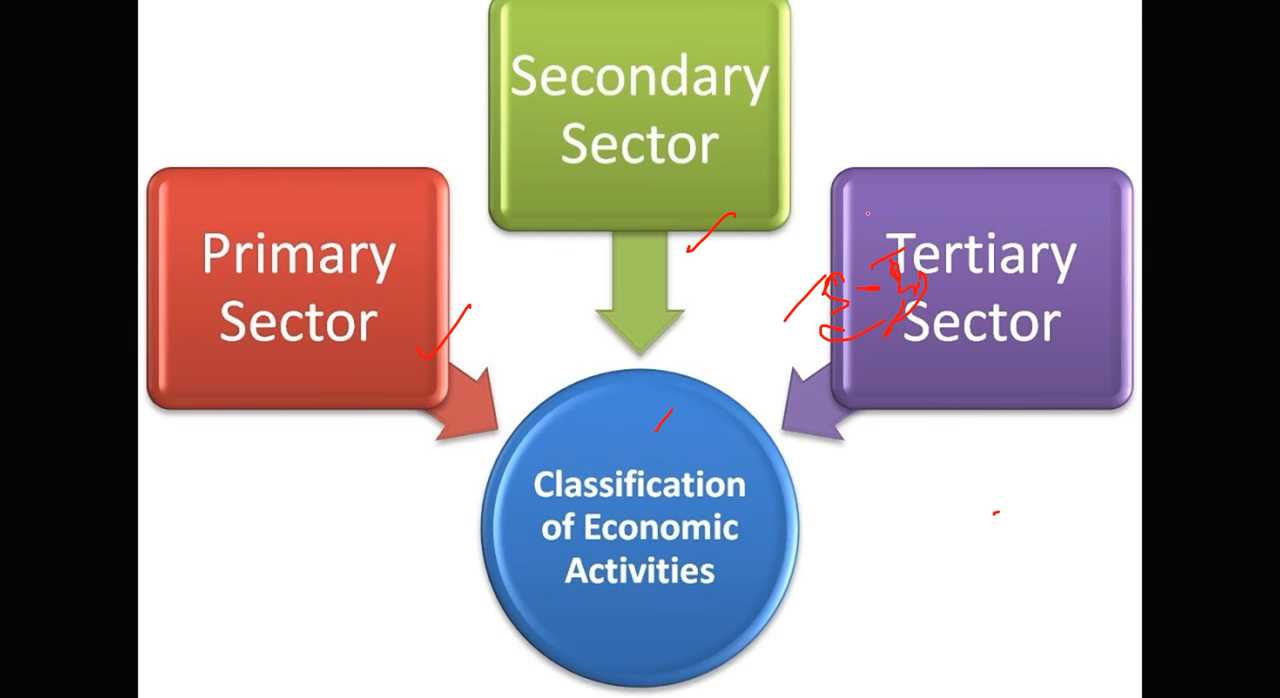 Secondary
Sector
Primary
Sector
Tertiary
Sector
Classification
of Economic
Activities